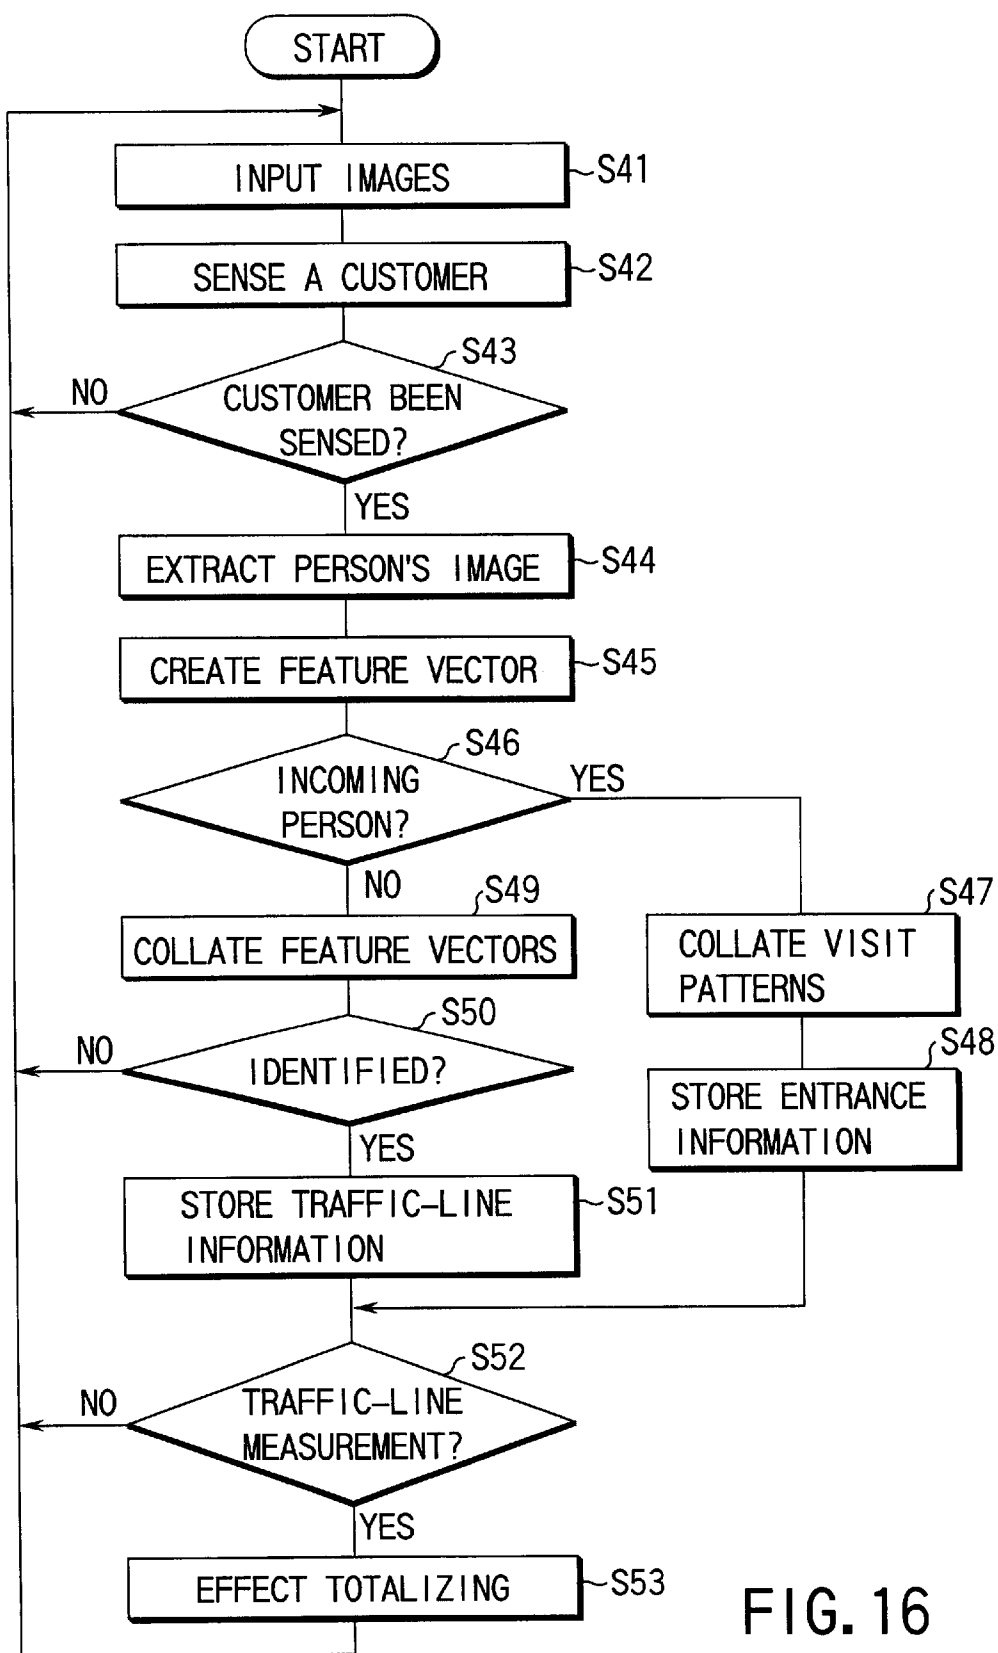 START
INPUT IMAGES
S41
SENSE A CUSTOMER
S42
S43
CUSTOMER BEEN
SENSED?
NO
YES
EXTRACT PERSON'S IMAGE
S44
CREATE FEATURE VECTOR
S45
S46
INCOMING
PERSON?
YES
NO
S47
COLLATE VISIT
PATTERNS
S48
STORE ENTRANCE
INFORMATION
S49
COLLATE FEATURE VECTORS
S50
IDENTIFIED?
NO
YES
STORE TRAFFIC-LINE
INFORMATION
S51
S52
TRAFFIC-LINE
MEASUREMENT?
NO
YES
EFFECT TOTALIZING
S53
FIG. 16